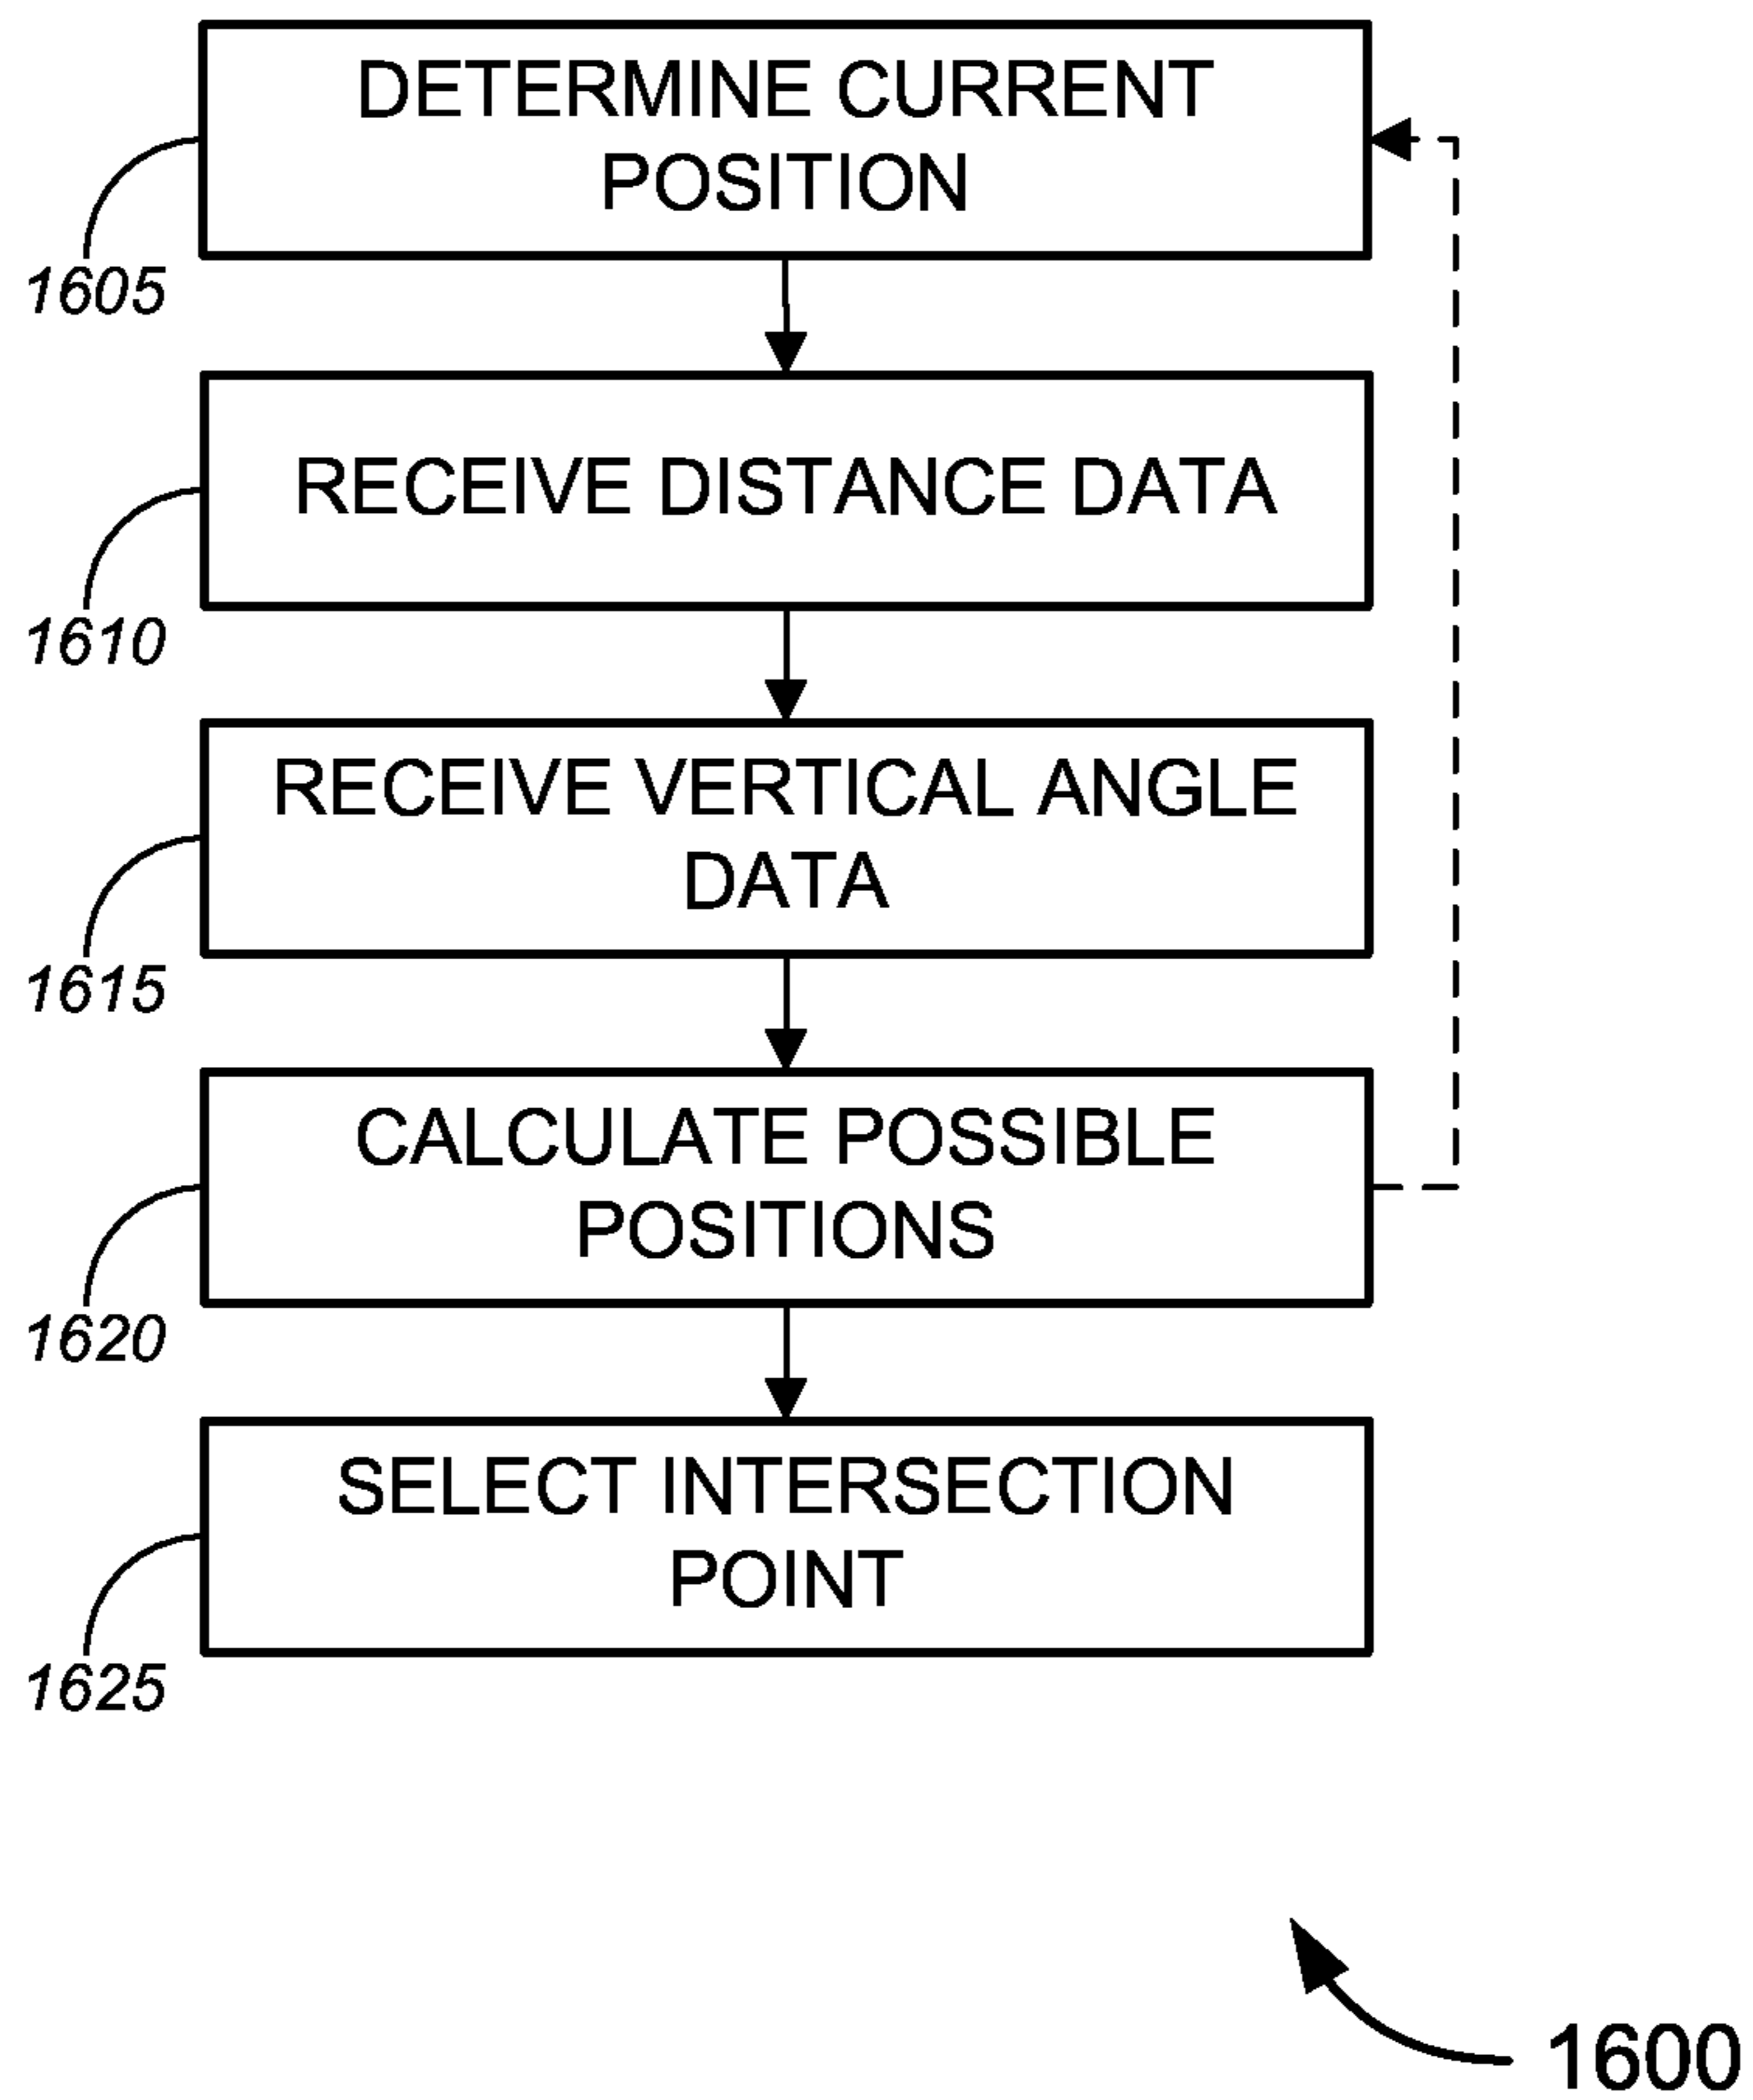 DETERMINE CURRENT
POSITION
1605
RECEIVE DISTANCE DATA
1610
RECEIVE VERTICAL ANGLE
DATA
1615
CALCULATE POSSIBLE
POSITIONS
1620
SELECT INTERSECTION
POINT
1625
1600